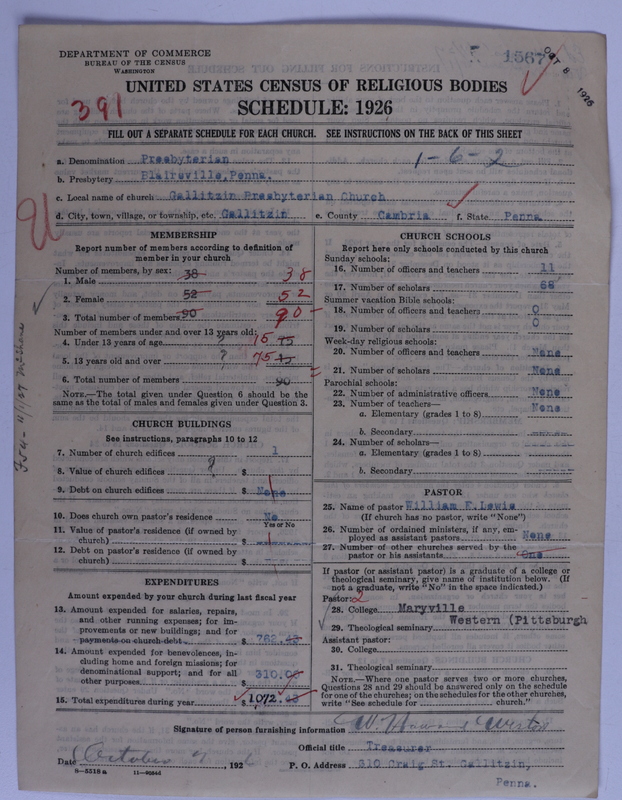 DEPARTMENT OF COMMERCE
BUREAU OF THE CENSUS
WASHINGTON
1567
OCT 8 1926
391
UNITED STATES CENSUS OF RELIGIOUS BODIES
SCHEDULE: 1926
FILL OUT A SEPARATE SCHEDULE FOR EACH CHURCH. SEE INSTRUCTIONS ON THE BACK OF THIS SHEET
a. Denomination Presbyterian 1-6-2
b. Presbytery Blairsville, Penna.
c. Local name of church Gallitzin Presbyterian Church
d. City, town, village, or township, etc. Gallitzin e. County Cambria f. State Penna
MEMBERSHIP
Report number of members according to definition of
member in your church
Number of members, by sex:
1. Male 38 38
2. Female 52 52
3. Total number of members 90 90
Number of members under and over 13 years old:
4. Under 13 years of age ? 15
5. 13 years old and over ? 75
6. Total number of members 90
NOTE.—The total given under Question 6 should be
same as the total of males and females given under Question 3.
CHURCH BUILDINGS
See instructions, paragraphs 10 to 12
7. Number of church edifices 1
8. Value of church edifices ? $
9. Debt on church edifices $ None
10. Does church own pastor's residence No
Yes or No
11. Value of pastor's residence (if owned by
church) $
12. Debt on pastor's residence (if owned by
church) $
EXPENDITURES
Amount expended by your church during last fiscal year
13. Amount expended for salaries, repairs,
and other running expenses; for im-
provements or new buildings; and for
payments on church debt $ 762.
14. Amount expended for benevolences, in-
cluding home and foreign missions; for
denominational support; and for all
other purposes $ 310.00
15. Total expenditures during year $ 1072.
CHURCH SCHOOLS
Report here only schools conducted by this church
Sunday schools:
16. Number of officers and teachers 11
17. Number of scholars 68
Summer vacation Bible schools:
18. Number of officers and teachers 0
19. Number of scholars 0
Week-day religious schools:
20. Number of officers and teachers None
21. Number of scholars None
Parochial schools:
22. Number of administrative officers None
23. Number of teachers— None
a. Elementary (grades 1 to 8)
b. Secondary
24. Number of scholars—
a. Elementary (grades 1 to 8)
b. Secondary
PASTOR
25. Name of pastor William F. Lewis
(If church has no pastor, write "None")
26. Number of ordained ministers, if any, em-
ployed as assistant pastors None
27. Number of other churches served by the
pastor or his assistants One
If pastor (or assistant pastor) is a graduate of a college or
theological seminary, give name of institution below. (If
not a graduate, write "No" in the space indicated.)
Pastor: 2
28. College Maryville
29. Theological seminary Western (Pittsburgh
Assistant pastor:
30. College
31. Theological seminary
NOTE.—Where one pastor serves two or more churches,
Questions 28 and 29 should be answered only on the schedule
for one of the churches; on the schedules for the other churches,
write "See schedule for church."
Signature of person furnishing information W. Howard Weston
Official title Treasurer
Date October 7, 1926 P. O. Address 310 Craig St. Gallitzin,
Penna.
8—5518a 11—90646